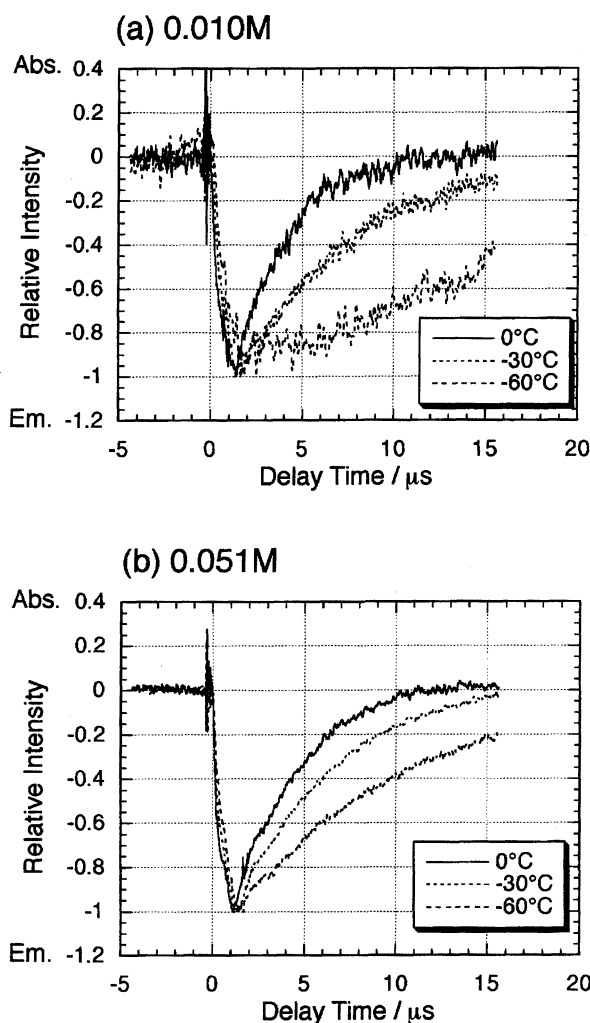 (a) 0.010M
Abs. 0.4
0.2
0
-0.2
-0.4
-0.6
-0.8
-1
Em. -1.2
Relative Intensity
0°C
-30°C
-60°C
-5 0 5 10 15 20
Delay Time / μs
(b) 0.051M
Abs. 0.4
0.2
0
-0.2
-0.4
-0.6
-0.8
-1
Em. -1.2
Relative Intensity
0°C
-30°C
-60°C
-5 0 5 10 15 20
Delay Time / μs